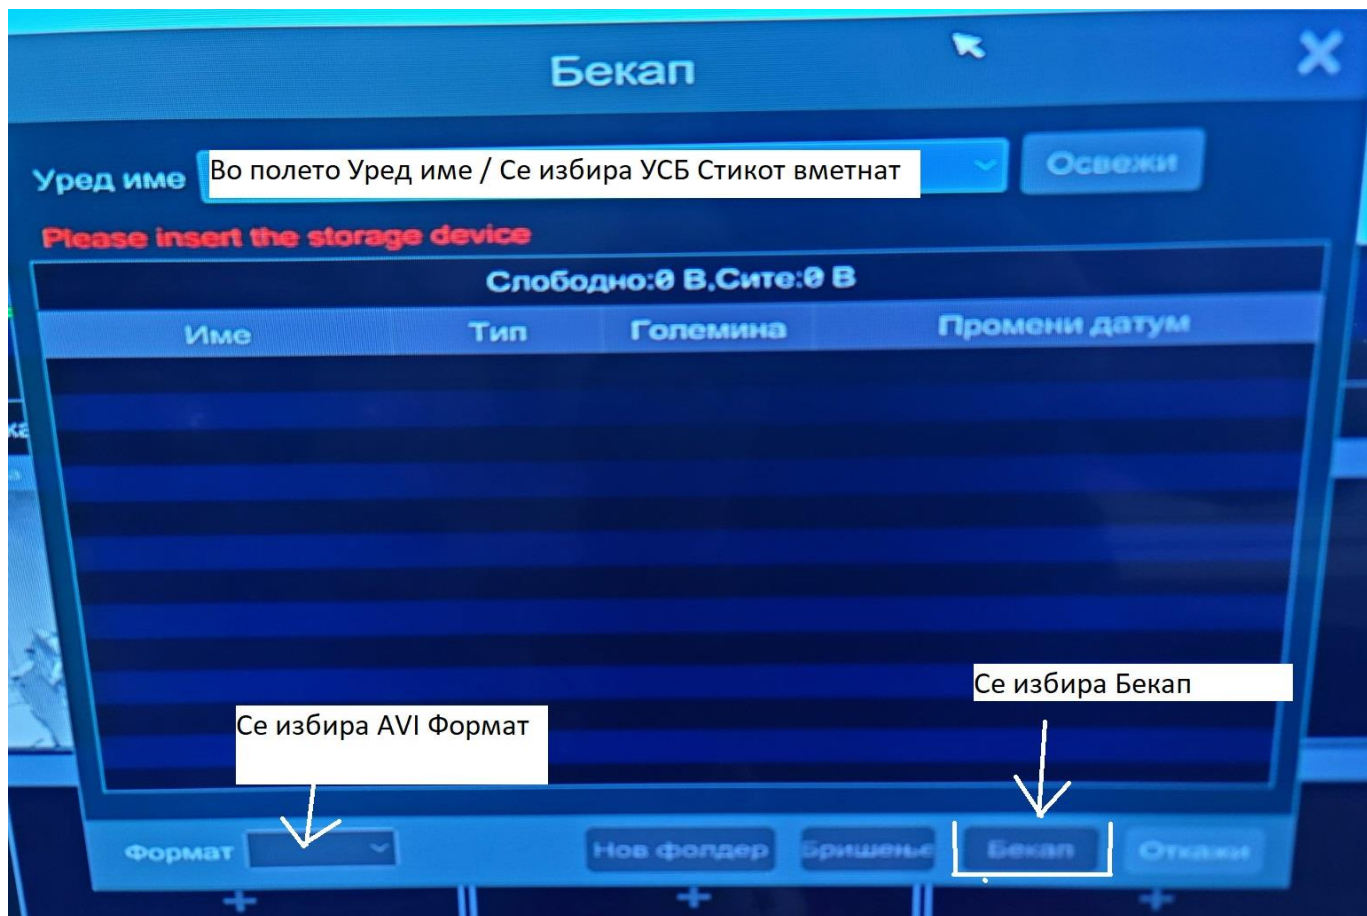 Бекап
Уред име Во полето Уред име / Се избира УСБ Стикот вметнат Освежи
Please insert the storage device
Слободно:0 B,Сите:0 B
Име Тип Големина Промени датум
Се избира Бекап
Се избира AVI Формат
Формат Нов фолдер Бришење Бекап Откажи